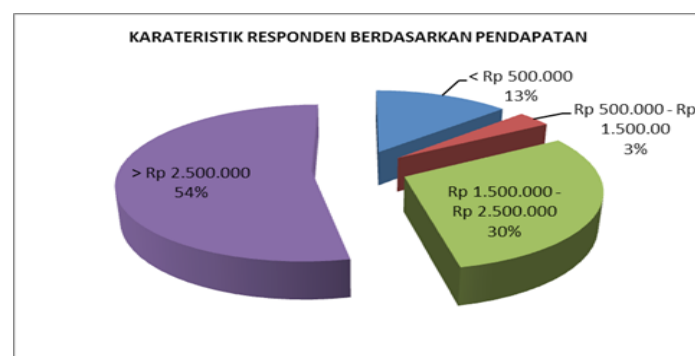 KARATERISTIK RESPONDEN BERDASARKAN PENDAPATAN
< Rp 500.000
13%
Rp 500.000 - Rp
1.500.00
3%
Rp 1.500.000 -
Rp 2.500.000
30%
> Rp 2.500.000
54%